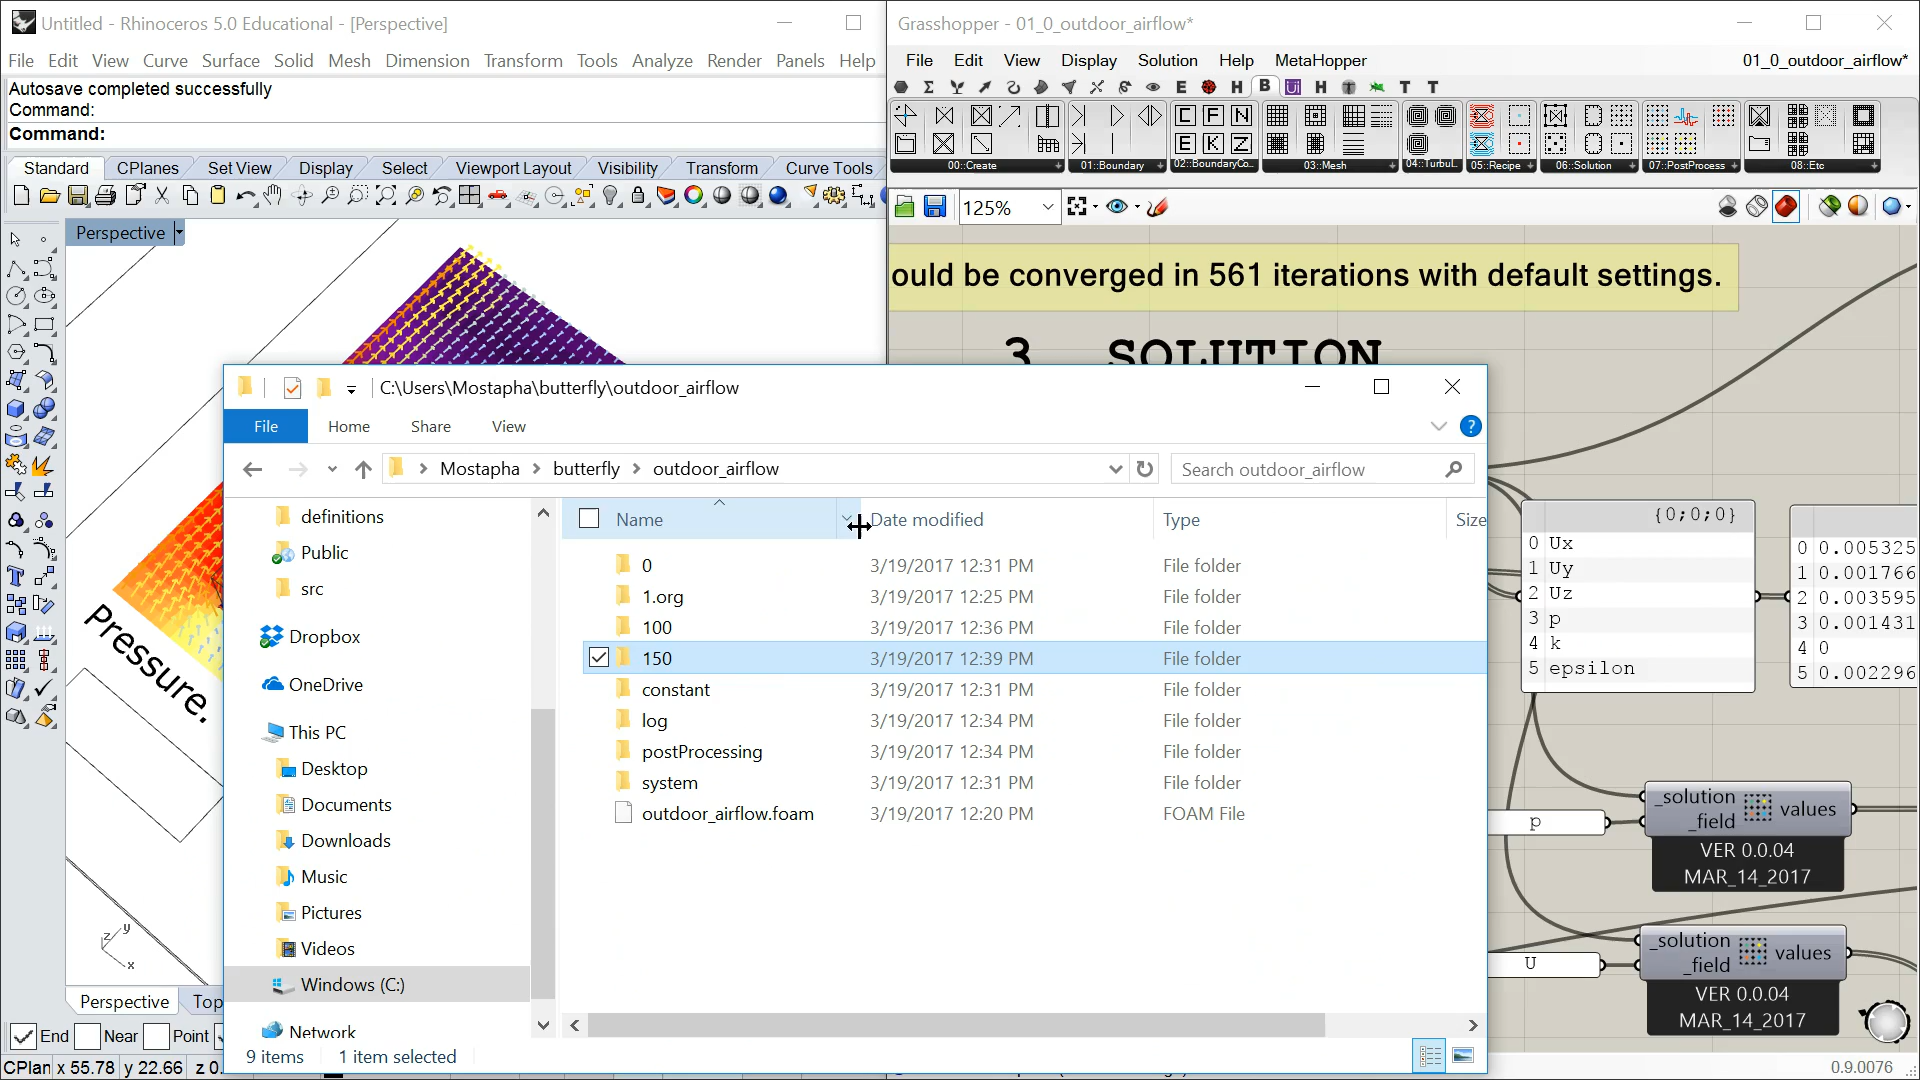 Untitled - Rhinoceros 5.0 Educational - [Perspective]
File Edit View Curve Surface Solid Mesh Dimension Transform Tools Analyze Render Panels Help
Autosave completed successfully
Command:
Command:
Standard CPlanes Set View Display Select Viewport Layout Visibility Transform Curve Tools
Perspective
Pressure.
z y x
Perspective Top
End Near Point
CPlan x 55.78 y 22.66 z 0.
Grasshopper - 01_0_outdoor_airflow*
File Edit View Display Solution Help MetaHopper
01_0_outdoor_airflow*
00::Create 01::Boundary 02::BoundaryCo... 03::Mesh 04::Turbul... 05::Recipe 06::Solution 07::PostProcess 08::Etc
125%
ould be converged in 561 iterations with default settings.
3. SOLUTION
{0;0;0}
0 Ux
1 Uy
2 Uz
3 p
4 k
5 epsilon
0 0.005325
1 0.001766
2 0.003595
3 0.001431
4 0
5 0.002296
p
_solution
_field
values
VER 0.0.04
MAR_14_2017
U
_solution
_field
values
VER 0.0.04
MAR_14_2017
0.9.0076
C:\Users\Mostapha\butterfly\outdoor_airflow
File Home Share View
Mostapha > butterfly > outdoor_airflow
Search outdoor_airflow
definitions
Public
src
Dropbox
OneDrive
This PC
Desktop
Documents
Downloads
Music
Pictures
Videos
Windows (C:)
Network
Name Date modified Type Size
0 3/19/2017 12:31 PM File folder
1.org 3/19/2017 12:25 PM File folder
100 3/19/2017 12:36 PM File folder
150 3/19/2017 12:39 PM File folder
constant 3/19/2017 12:31 PM File folder
log 3/19/2017 12:34 PM File folder
postProcessing 3/19/2017 12:34 PM File folder
system 3/19/2017 12:31 PM File folder
outdoor_airflow.foam 3/19/2017 12:20 PM FOAM File
9 items 1 item selected